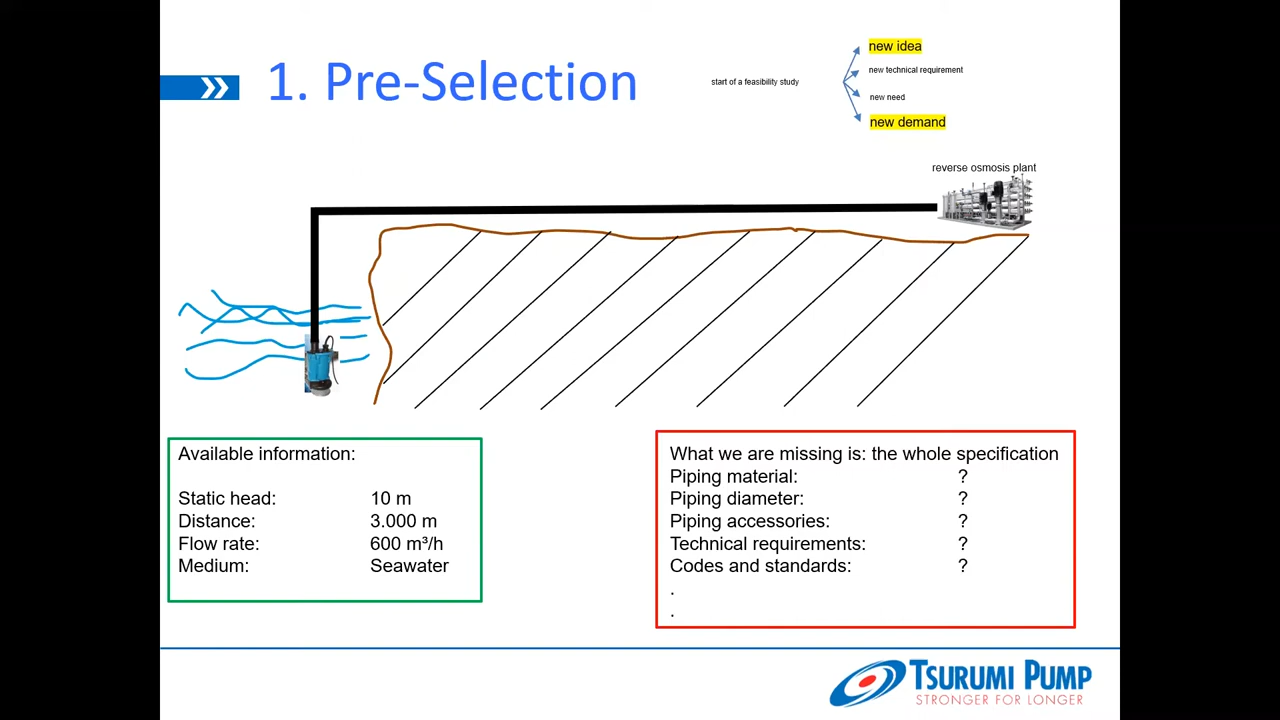 1. Pre-Selection
start of a feasibility study
new idea
new technical requirement
new need
new demand
reverse osmosis plant
Available information:
Static head: 10 m
Distance: 3.000 m
Flow rate: 600 m³/h
Medium: Seawater
What we are missing is: the whole specification
Piping material: ?
Piping diameter: ?
Piping accessories: ?
Technical requirements: ?
Codes and standards: ?
.
.
TSURUMI PUMP
STRONGER FOR LONGER